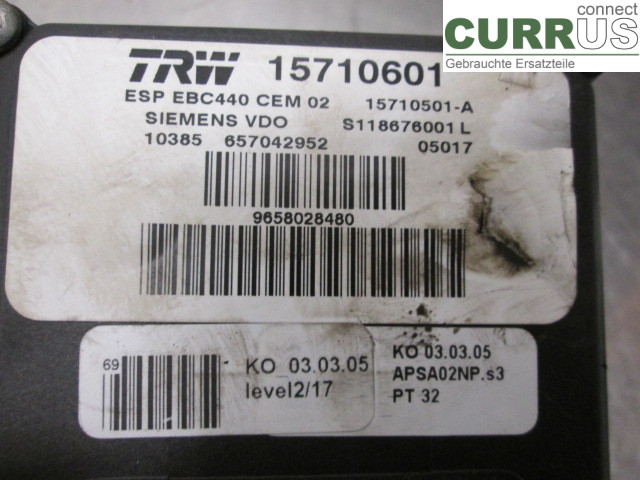 connect
CURRUS
Gebrauchte Ersatzteile
TRW 15710601
ESP EBC440 CEM 02 15710501-A
SIEMENS VDO S118676001 L
10385 657042952 05017
9658028480
69
KO_03.03.05
level2/17
KO 03.03.05
APSA02NP.s3
PT 32